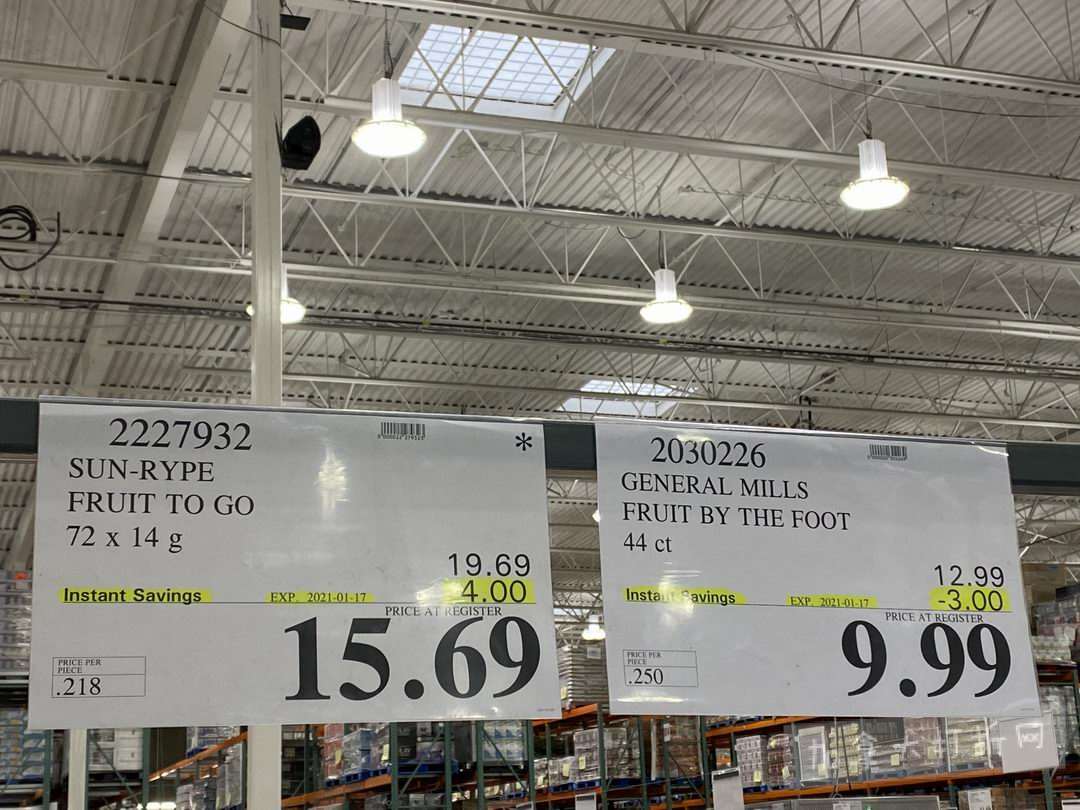 2227932
*
SUN-RYPE
FRUIT TO GO
72 x 14 g
19.69
Instant Savings EXP. 2021-01-17 -4.00
PRICE AT REGISTER
15.69
PRICE PER
PIECE
.218
2030226
GENERAL MILLS
FRUIT BY THE FOOT
44 ct
12.99
Instant Savings EXP. 2021-01-17 -3.00
PRICE AT REGISTER
9.99
PRICE PER
PIECE
.250